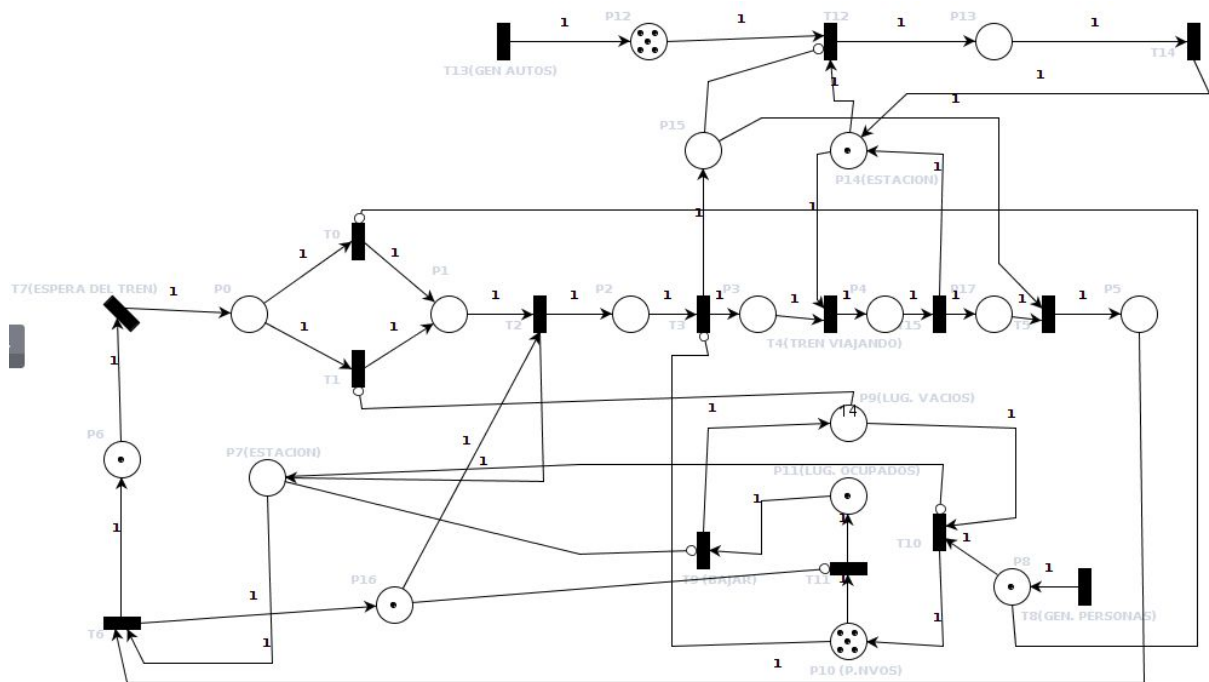 1
P12
1
T12
1
P13
1
T13(GEN AUTOS)
T14
1
1
1
P15
P14(ESTACION)
1
1
1
T0
1
1
P1
T7(ESPERA DEL TREN)
1
P0
1
1
P2
1
P3
1
P4
1
1
P17
1
1
P5
1
1
T2
T3
T4(TREN VIAJANDO)
T15
T5
1
T1
1
P9(LUG. VACIOS)
14
1
1
P6
P7(ESTACION)
1
1
P11(LUG. OCUPADOS)
1
1
1
T10
1
T9 (BAJAR)
T11
1
P8
1
P16
1
T8(GEN. PERSONAS)
1
T6
1
1
P10 (P.NVOS)